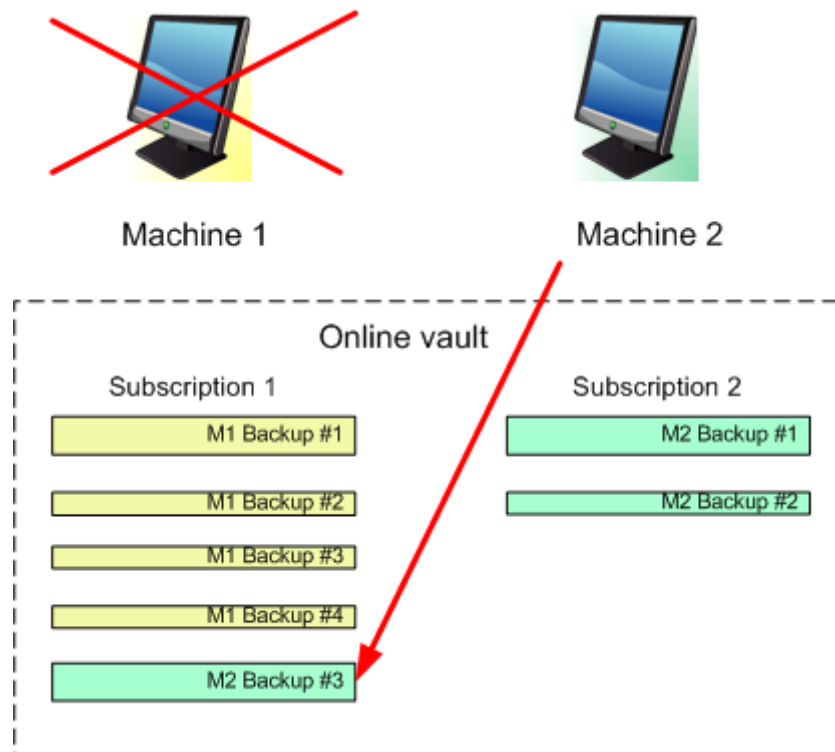 Machine 1
Machine 2
Online vault
Subscription 1
Subscription 2
M1 Backup #1
M2 Backup #1
M1 Backup #2
M2 Backup #2
M1 Backup #3
M1 Backup #4
M2 Backup #3